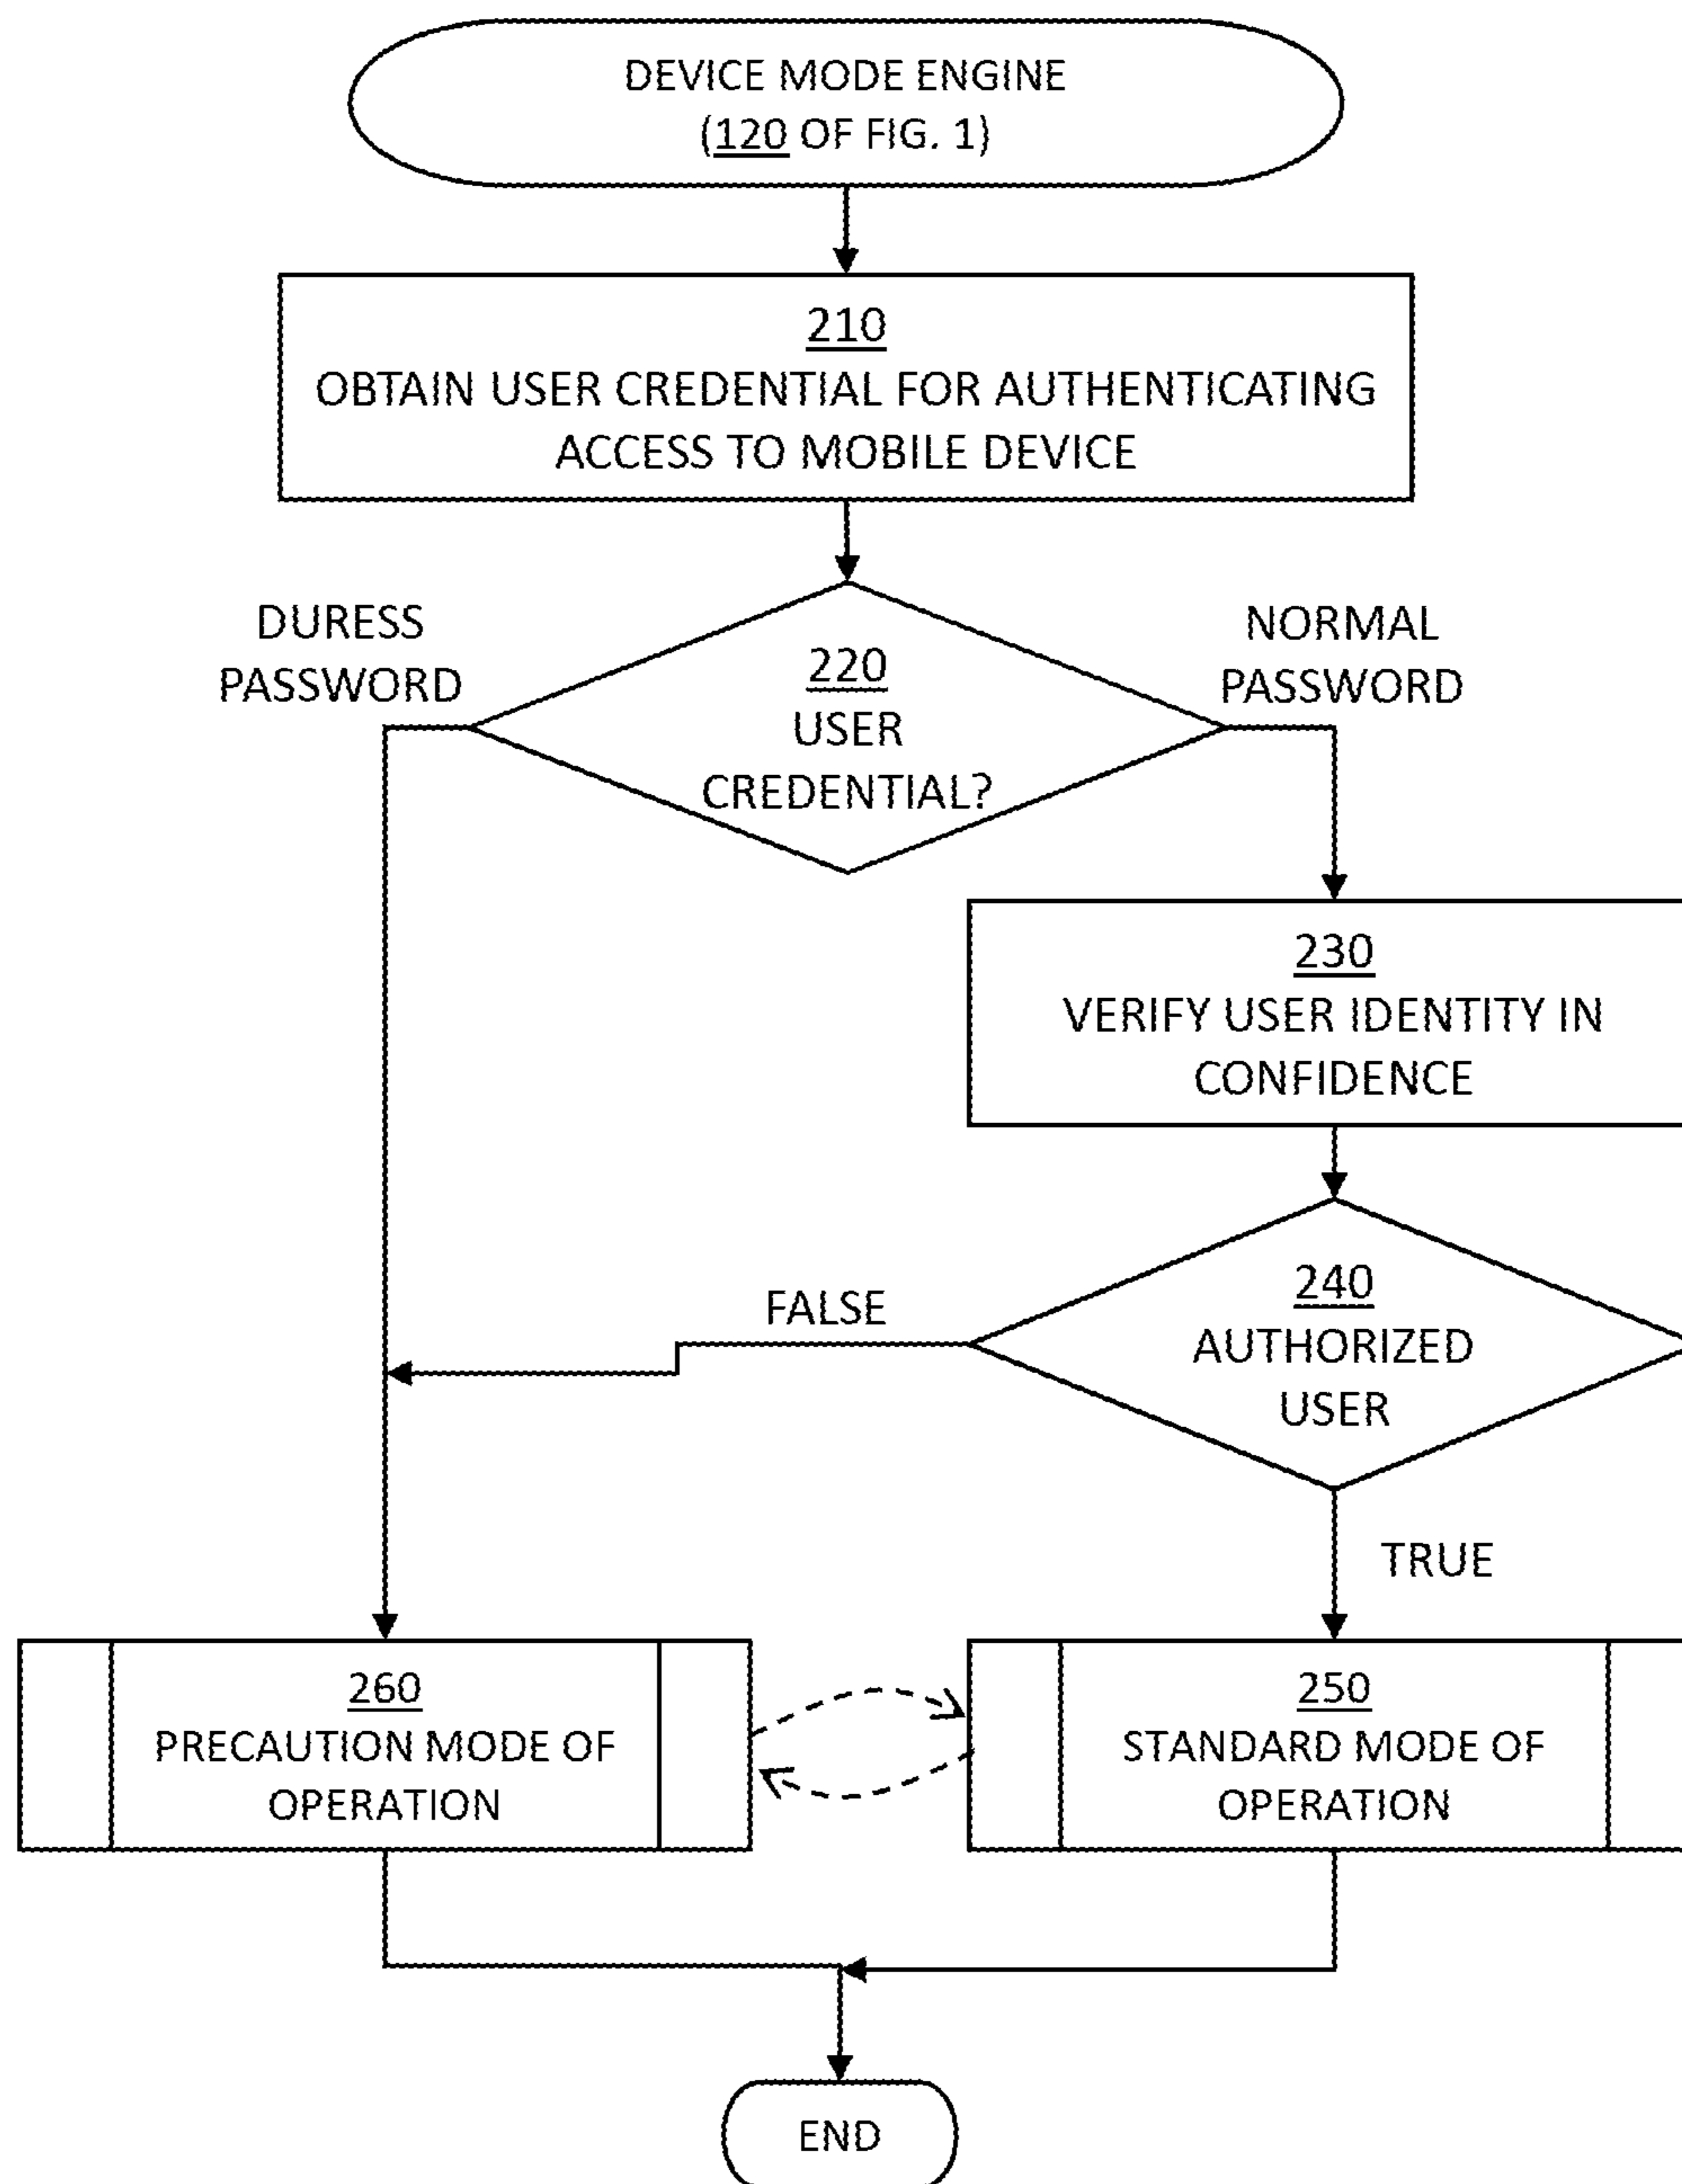 DEVICE MODE ENGINE
(120 OF FIG. 1)
210
OBTAIN USER CREDENTIAL FOR AUTHENTICATING
ACCESS TO MOBILE DEVICE
DURESS
PASSWORD
220
USER
CREDENTIAL?
NORMAL
PASSWORD
230
VERIFY USER IDENTITY IN
CONFIDENCE
FALSE
240
AUTHORIZED
USER
TRUE
260
PRECAUTION MODE OF
OPERATION
250
STANDARD MODE OF
OPERATION
END